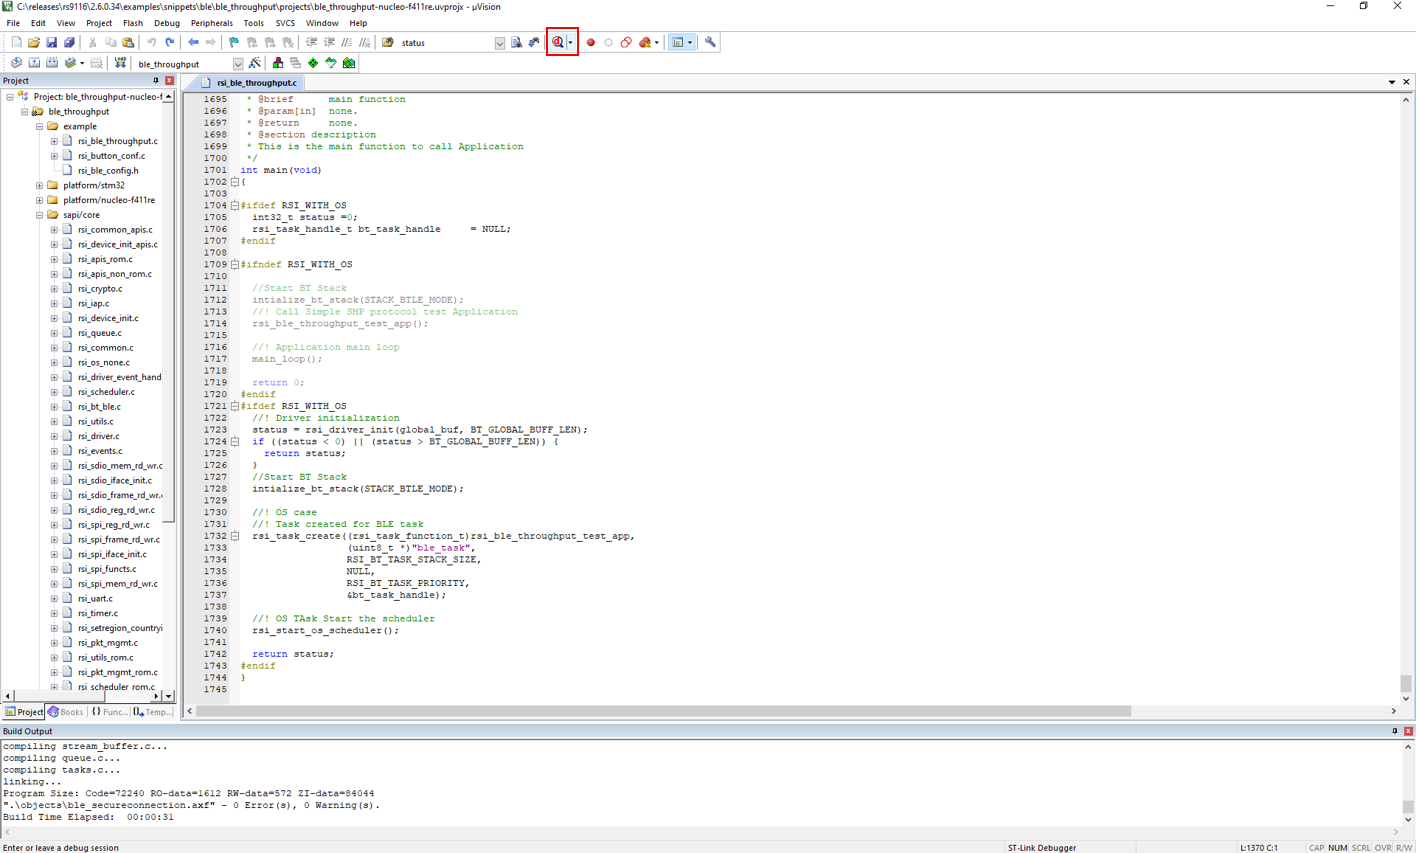 C:\releases\rs9116\2.6.0.34\examples\snippets\ble\ble_throughput\projects\ble_throughput-nucleo-f411re.uvprojx - µVision
File Edit View Project Flash Debug Peripherals Tools SVCS Window Help
status
LOAD ble_throughput
Project
rsi_ble_throughput.c
Project: ble_throughput-nucleo-f
ble_throughput
example
rsi_ble_throughput.c
rsi_button_conf.c
rsi_ble_config.h
platform/stm32
platform/nucleo-f411re
sapi/core
rsi_common_apis.c
rsi_device_init_apis.c
rsi_apis_rom.c
rsi_apis_non_rom.c
rsi_crypto.c
rsi_iap.c
rsi_device_init.c
rsi_queue.c
rsi_common.c
rsi_os_none.c
rsi_driver_event_hand
rsi_scheduler.c
rsi_bt_ble.c
rsi_utils.c
rsi_driver.c
rsi_events.c
rsi_sdio_mem_rd_wr.c
rsi_sdio_iface_init.c
rsi_sdio_frame_rd_wr.
rsi_sdio_reg_rd_wr.c
rsi_spi_reg_rd_wr.c
rsi_spi_frame_rd_wr.c
rsi_spi_iface_init.c
rsi_spi_functs.c
rsi_spi_mem_rd_wr.c
rsi_uart.c
rsi_timer.c
rsi_setregion_countryi
rsi_pkt_mgmt.c
rsi_utils_rom.c
rsi_pkt_mgmt_rom.c
rsi_scheduler_rom.c
Project Books {} Func... Temp...
1695 * @brief main function
1696 * @param[in] none.
1697 * @return none.
1698 * @section description
1699 * This is the main function to call Application
1700 */
1701 int main(void)
1702 {
1703
1704 #ifdef RSI_WITH_OS
1705 int32_t status =0;
1706 rsi_task_handle_t bt_task_handle = NULL;
1707 #endif
1708
1709 #ifndef RSI_WITH_OS
1710
1711 //Start BT Stack
1712 intialize_bt_stack(STACK_BTLE_MODE);
1713 //! Call Simple SMP protocol test Application
1714 rsi_ble_throughput_test_app();
1715
1716 //! Application main loop
1717 main_loop();
1718
1719 return 0;
1720 #endif
1721 #ifdef RSI_WITH_OS
1722 //! Driver initialization
1723 status = rsi_driver_init(global_buf, BT_GLOBAL_BUFF_LEN);
1724 if ((status < 0) || (status > BT_GLOBAL_BUFF_LEN)) {
1725 return status;
1726 }
1727 //Start BT Stack
1728 intialize_bt_stack(STACK_BTLE_MODE);
1729
1730 //! OS case
1731 //! Task created for BLE task
1732 rsi_task_create((rsi_task_function_t)rsi_ble_throughput_test_app,
1733 (uint8_t *)"ble_task",
1734 RSI_BT_TASK_STACK_SIZE,
1735 NULL,
1736 RSI_BT_TASK_PRIORITY,
1737 &bt_task_handle);
1738
1739 //! OS TAsk Start the scheduler
1740 rsi_start_os_scheduler();
1741
1742 return status;
1743 #endif
1744 }
1745
Build Output
compiling stream_buffer.c...
compiling queue.c...
compiling tasks.c...
linking...
Program Size: Code=72240 RO-data=1612 RW-data=572 ZI-data=84044
".\objects\ble_secureconnection.axf" - 0 Error(s), 0 Warning(s).
Build Time Elapsed: 00:00:31
Enter or leave a debug session ST-Link Debugger L:1370 C:1 CAP NUM SCRL OVR R/W